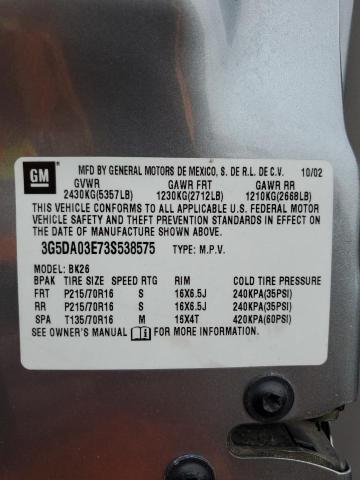 GM
MFD BY GENERAL MOTORS DE MEXICO, S. DE R.L. DE C.V. 10/02
GVWR GAWR FRT GAWR RR
2430KG(5357LB) 1230KG(2712LB) 1210KG(2668LB)
THIS VEHICLE CONFORMS TO ALL APPLICABLE U.S. FEDERAL MOTOR
VEHICLE SAFETY AND THEFT PREVENTION STANDARDS IN EFFECT ON
THE DATE OF MANUFACTURE SHOWN ABOVE.
3G5DA03E73S538575 TYPE: M.P.V.
MODEL: BK26
BPAK TIRE SIZE SPEED RTG RIM COLD TIRE PRESSURE
FRT P215/70R16 S 16X6.5J 240KPA(35PSI)
RR P215/70R16 S 16X6.5J 240KPA(35PSI)
SPA T135/70R16 M 16X4T 420KPA(60PSI)
SEE OWNER'S MANUAL FOR MORE INFORMATION.